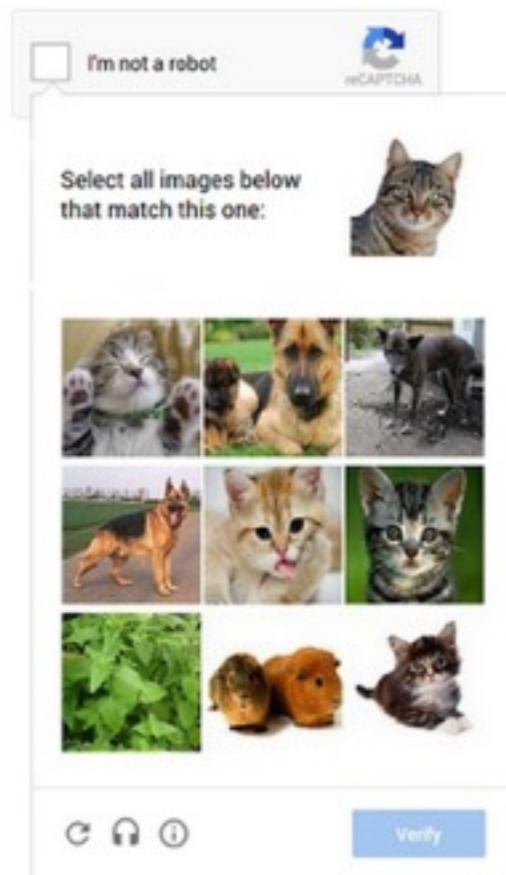 I'm not a robot
reCAPTCHA
Select all images below
that match this one:
Verify